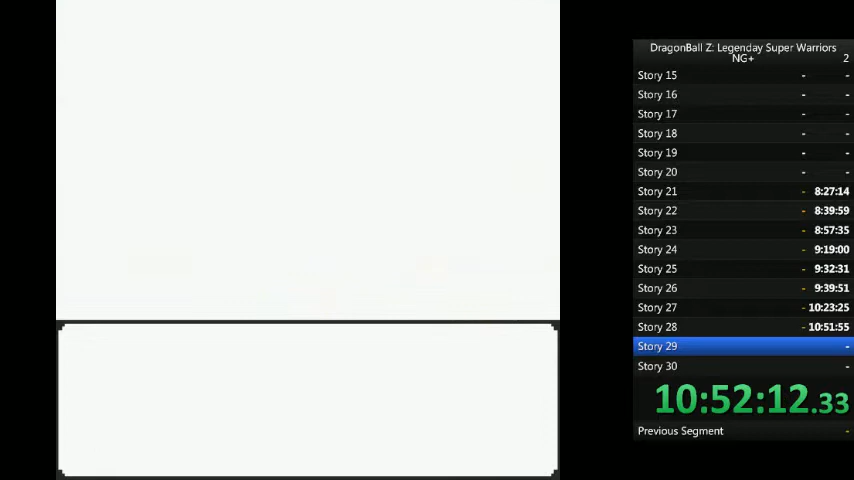 DragonBall Z: Legenday Super Warriors
NG+ 2
Story 15 - -
Story 16 - -
Story 17 - -
Story 18 - -
Story 19 - -
Story 20 - -
Story 21 - 8:27:14
Story 22 - 8:39:59
Story 23 - 8:57:35
Story 24 - 9:19:00
Story 25 - 9:32:31
Story 26 - 9:39:51
Story 27 - 10:23:25
Story 28 - 10:51:55
Story 29 -
Story 30 -
10:52:12.33
Previous Segment -